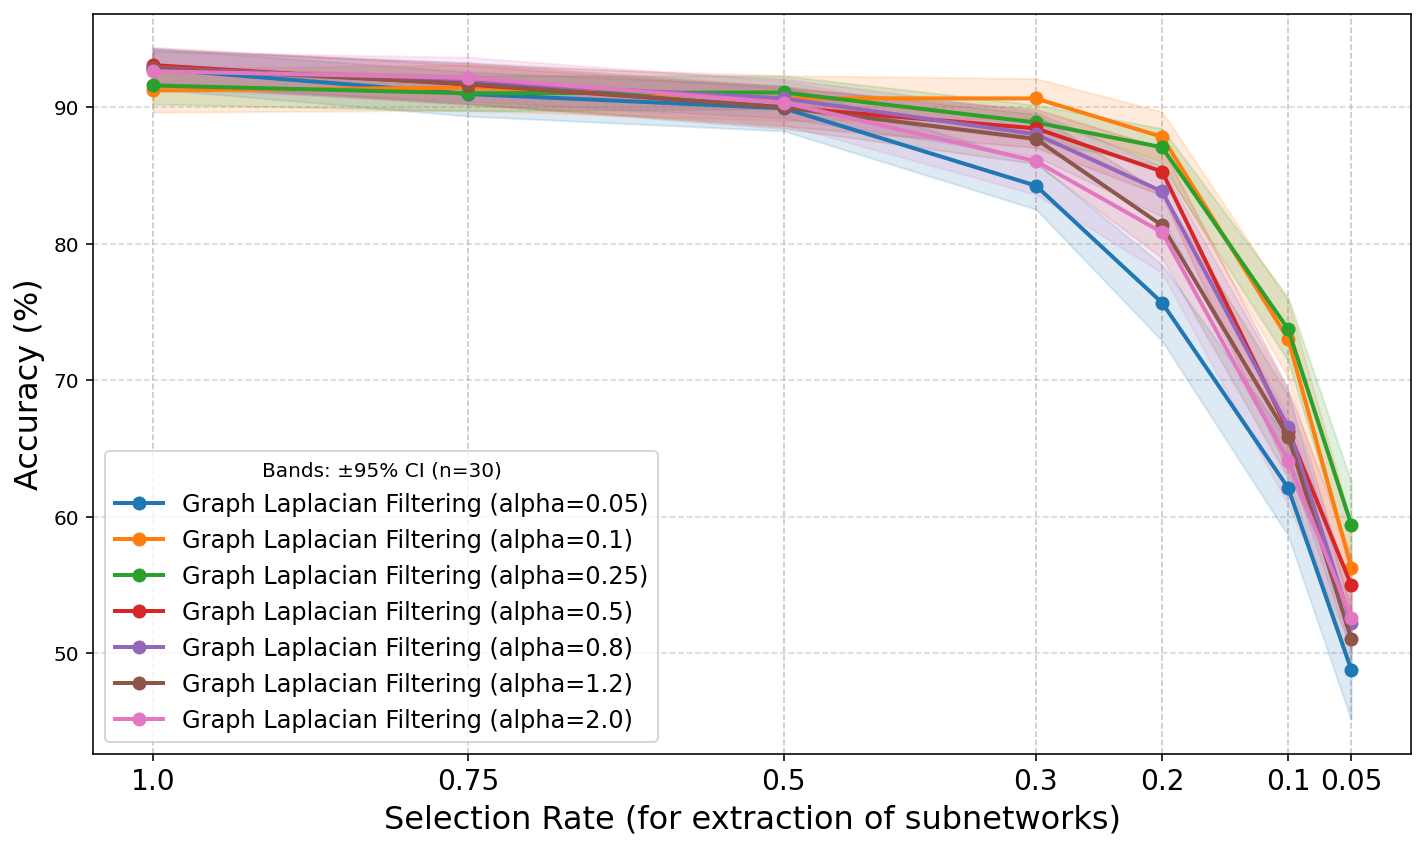 90
80
70
60
50
Accuracy (%)
Bands: ±95% CI (n=30)
Graph Laplacian Filtering (alpha=0.05)
Graph Laplacian Filtering (alpha=0.1)
Graph Laplacian Filtering (alpha=0.25)
Graph Laplacian Filtering (alpha=0.5)
Graph Laplacian Filtering (alpha=0.8)
Graph Laplacian Filtering (alpha=1.2)
Graph Laplacian Filtering (alpha=2.0)
1.0 0.75 0.5 0.3 0.2 0.1 0.05
Selection Rate (for extraction of subnetworks)